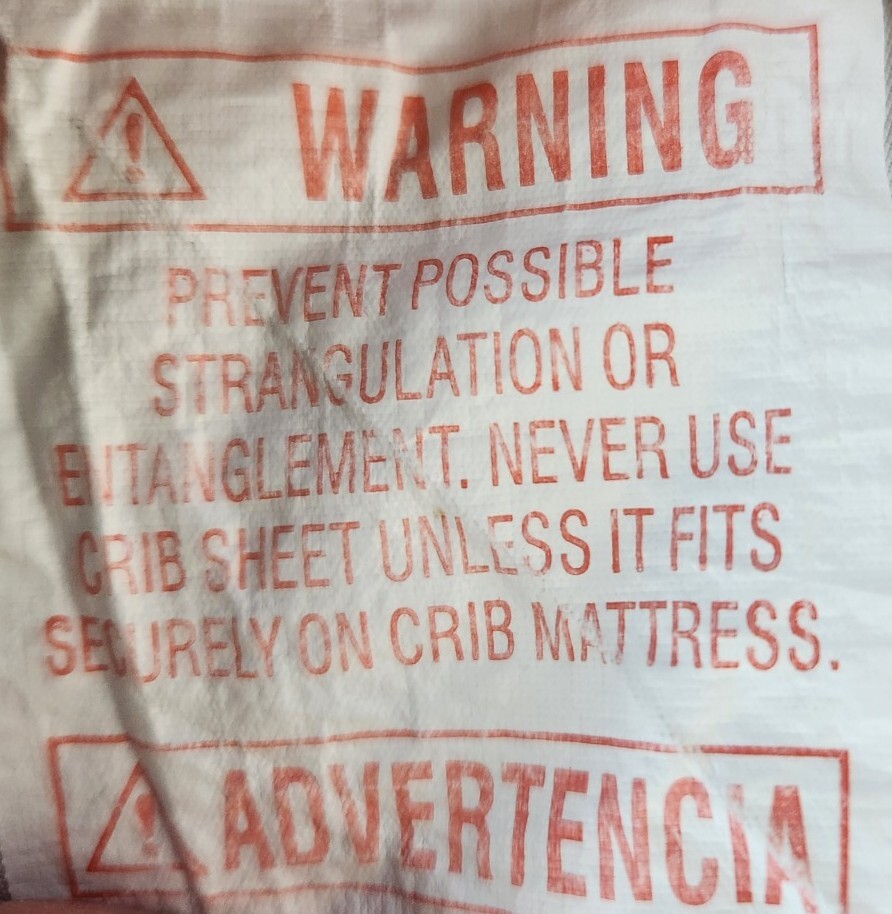 WARNING
PREVENT POSSIBLE
STRANGULATION OR
ENTANGLEMENT. NEVER USE
CRIB SHEET UNLESS IT FITS
SECURELY ON CRIB MATTRESS.
ADVERTENCIA